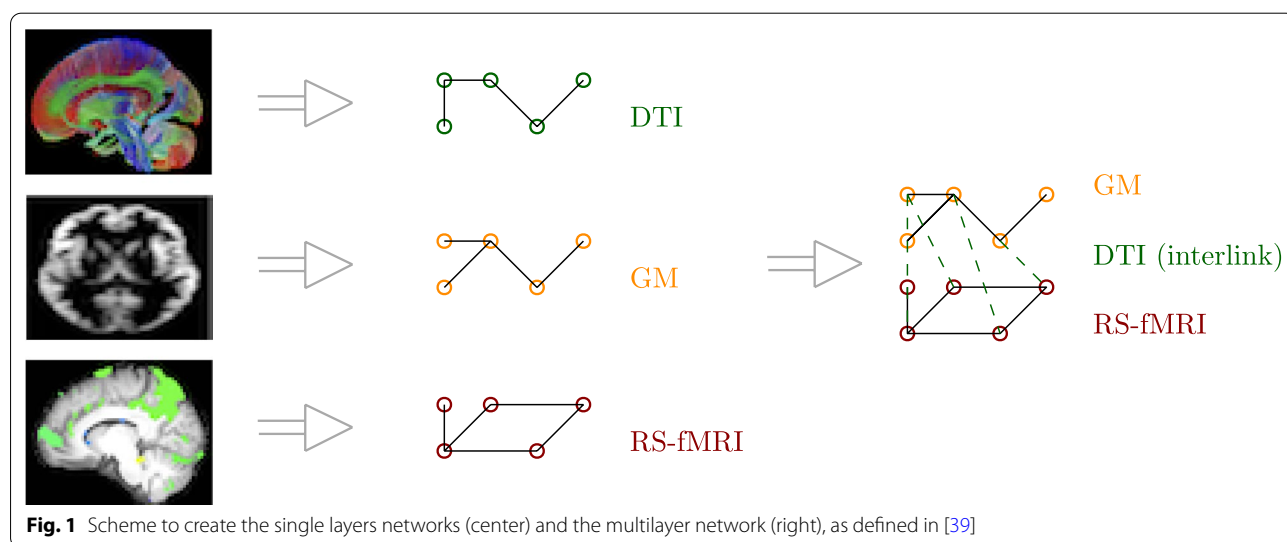 DTI
GM
RS-fMRI
GM
DTI (interlink)
RS-fMRI
Fig. 1 Scheme to create the single layers networks (center) and the multilayer network (right), as defined in [39]